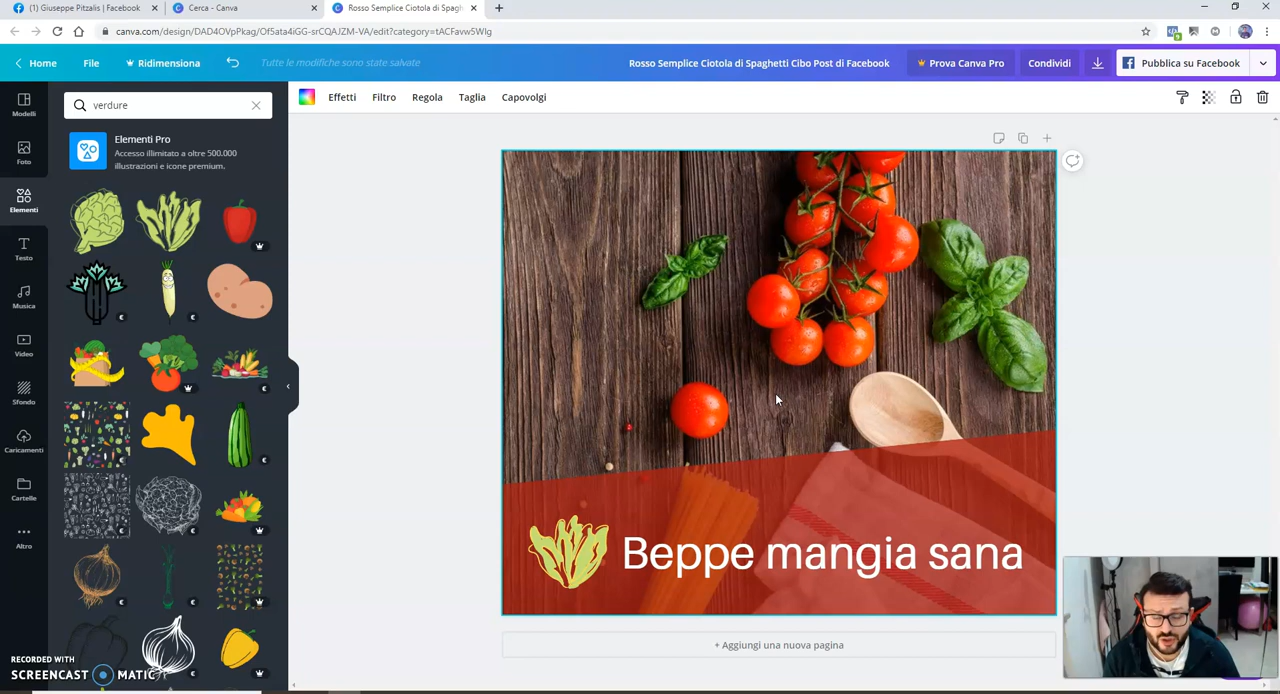 (1) Giuseppe Pitzalis | Facebook
Cerca - Canva
Rosso Semplice Ciotola di Spagh
canva.com/design/DAD4OVpPkag/Of5ata4iGG-srCQAJZM-VA/edit?category=tACFavw5WIg
Home
File
Ridimensiona
Tutte le modifiche sono state salvate
Rosso Semplice Ciotola di Spaghetti Cibo Post di Facebook
Prova Canva Pro
Condividi
Pubblica su Facebook
Modelli
Foto
Elementi
Testo
Musica
Video
Sfondo
Caricamenti
Cartelle
Altro
verdure
Elementi Pro
Accesso illimitato a oltre 500.000
illustrazioni e icone premium.
Effetti
Filtro
Regola
Taglia
Capovolgi
Beppe mangia sana
+ Aggiungi una nuova pagina
RECORDED WITH
SCREENCAST MATIC